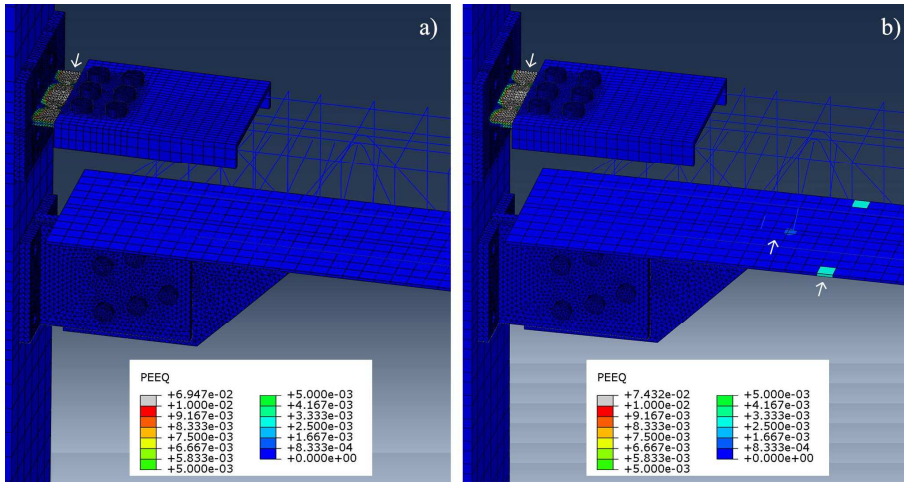 a)
PEEQ
+6.947e-02
+1.000e-02
+9.167e-03
+8.333e-03
+7.500e-03
+6.667e-03
+5.833e-03
+5.000e-03
+5.000e-03
+4.167e-03
+3.333e-03
+2.500e-03
+1.667e-03
+8.333e-04
+0.000e+00
b)
PEEQ
+7.432e-02
+1.000e-02
+9.167e-03
+8.333e-03
+7.500e-03
+6.667e-03
+5.833e-03
+5.000e-03
+5.000e-03
+4.167e-03
+3.333e-03
+2.500e-03
+1.667e-03
+8.333e-04
+0.000e+00